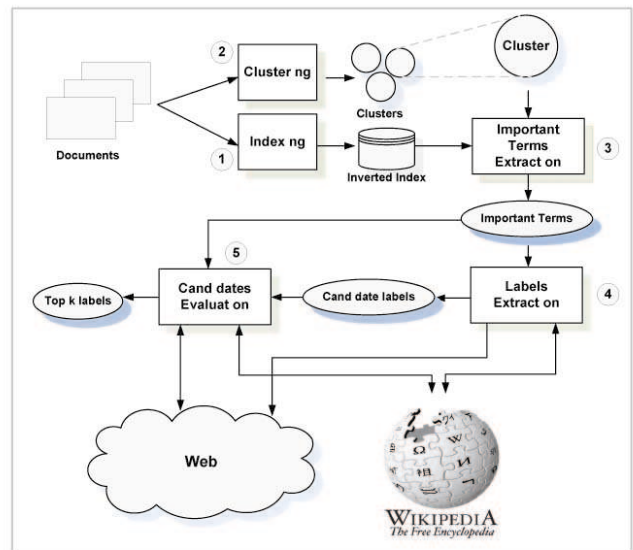 2
Cluster ng
Cluster
Clusters
Documents
1
Index ng
Inverted Index
Important
Terms
Extract on
3
Important Terms
5
Cand dates
Evaluat on
Top k labels
Cand date labels
Labels
Extract on
4
Web
WIKIPEDIA
The Free Encyclopedia